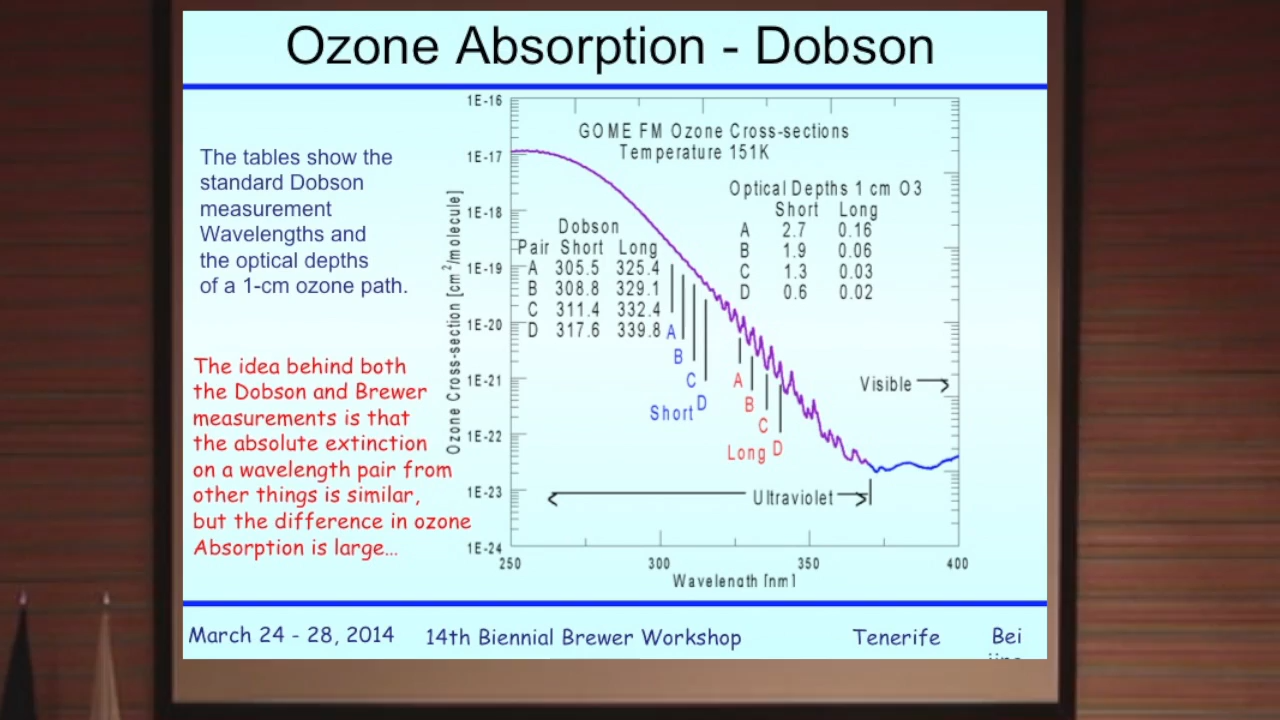 Ozone Absorption - Dobson
The tables show the
standard Dobson
measurement
Wavelengths and
the optical depths
of a 1-cm ozone path.
The idea behind both
the Dobson and Brewer
measurements is that
the absolute extinction
on a wavelength pair from
other things is similar,
but the difference in ozone
Absorption is large...
Ozone Cross-section [cm²/molecule]
1E-16
1E-17
1E-18
1E-19
1E-20
1E-21
1E-22
1E-23
1E-24
GOME FM Ozone Cross-sections
Temperature 151K
Optical Depths 1 cm O3
Short Long
A 2.7 0.16
B 1.9 0.06
C 1.3 0.03
D 0.6 0.02
Dobson
Pair Short Long
A 305.5 325.4
B 308.8 329.1
C 311.4 332.4
D 317.6 339.8
A
B
C
D
Short
A
B
C
D
Long
Visible
Ultraviolet
250 300 350 400
Wavelength [nm]
March 24 - 28, 2014 14th Biennial Brewer Workshop Tenerife Bei